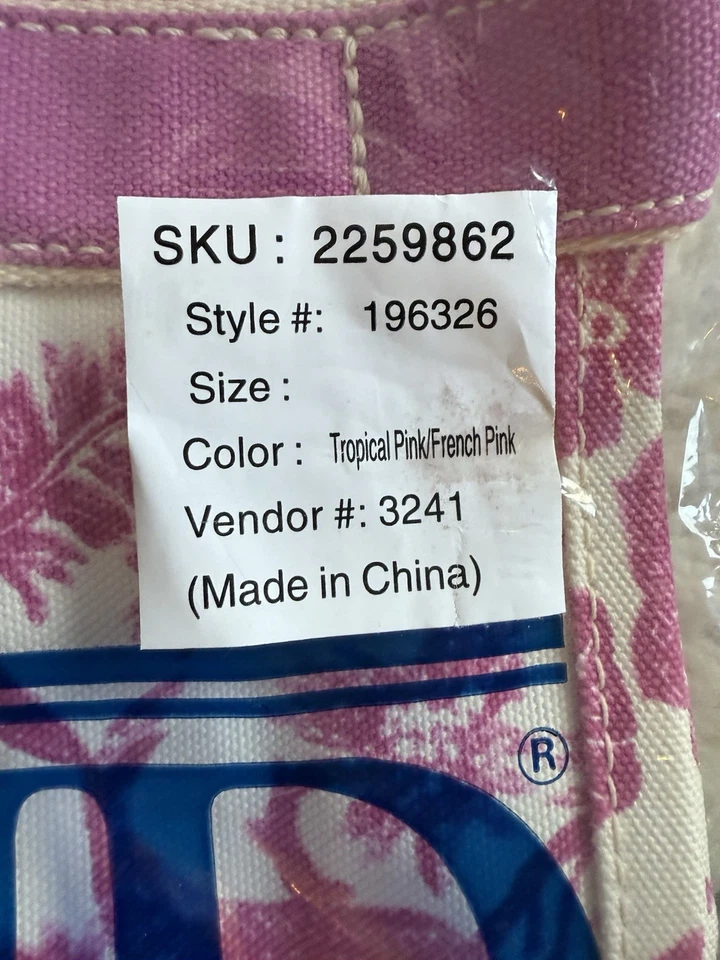 SKU : 2259862
Style #: 196326
Size :
Color : Tropical Pink/French Pink
Vendor #: 3241
(Made in China)
®